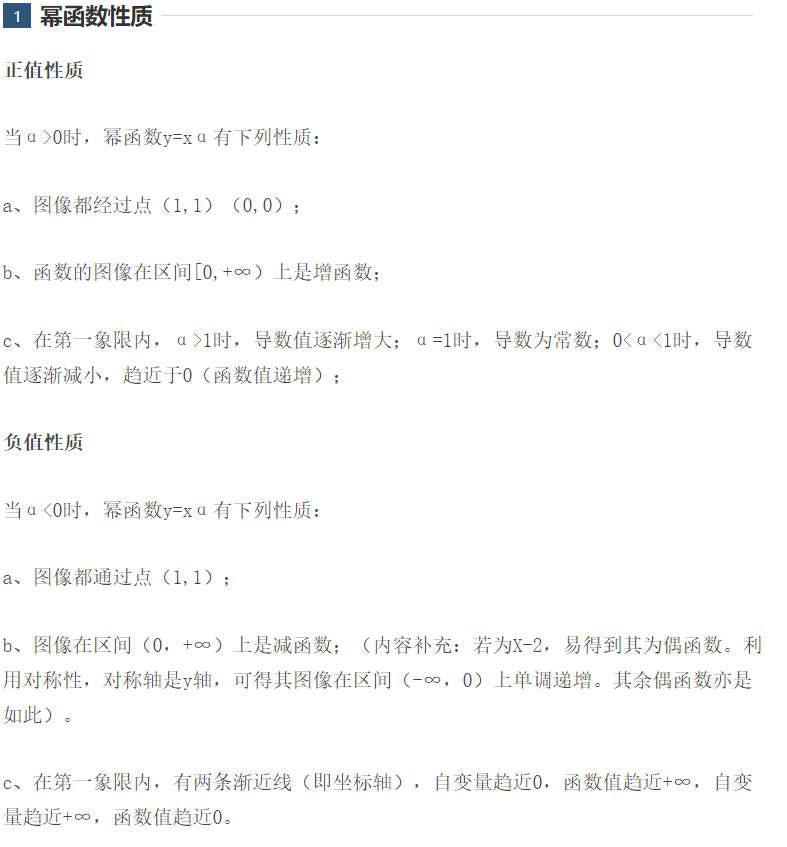 1 幂函数性质
正值性质
当α>0时，幂函数y=xα有下列性质：
a、图像都经过点（1,1）（0,0）；
b、函数的图像在区间[0,+∞）上是增函数；
c、在第一象限内，α>1时，导数值逐渐增大；α=1时，导数为常数；0<α<1时，导数
值逐渐减小，趋近于0（函数值递增）；
负值性质
当α<0时，幂函数y=xα有下列性质：
a、图像都通过点（1,1）；
b、图像在区间（0，+∞）上是减函数；（内容补充：若为X-2，易得到其为偶函数。利
用对称性，对称轴是y轴，可得其图像在区间（-∞，0）上单调递增。其余偶函数亦是
如此）。
c、在第一象限内，有两条渐近线（即坐标轴），自变量趋近0，函数值趋近+∞，自变
量趋近+∞，函数值趋近0。